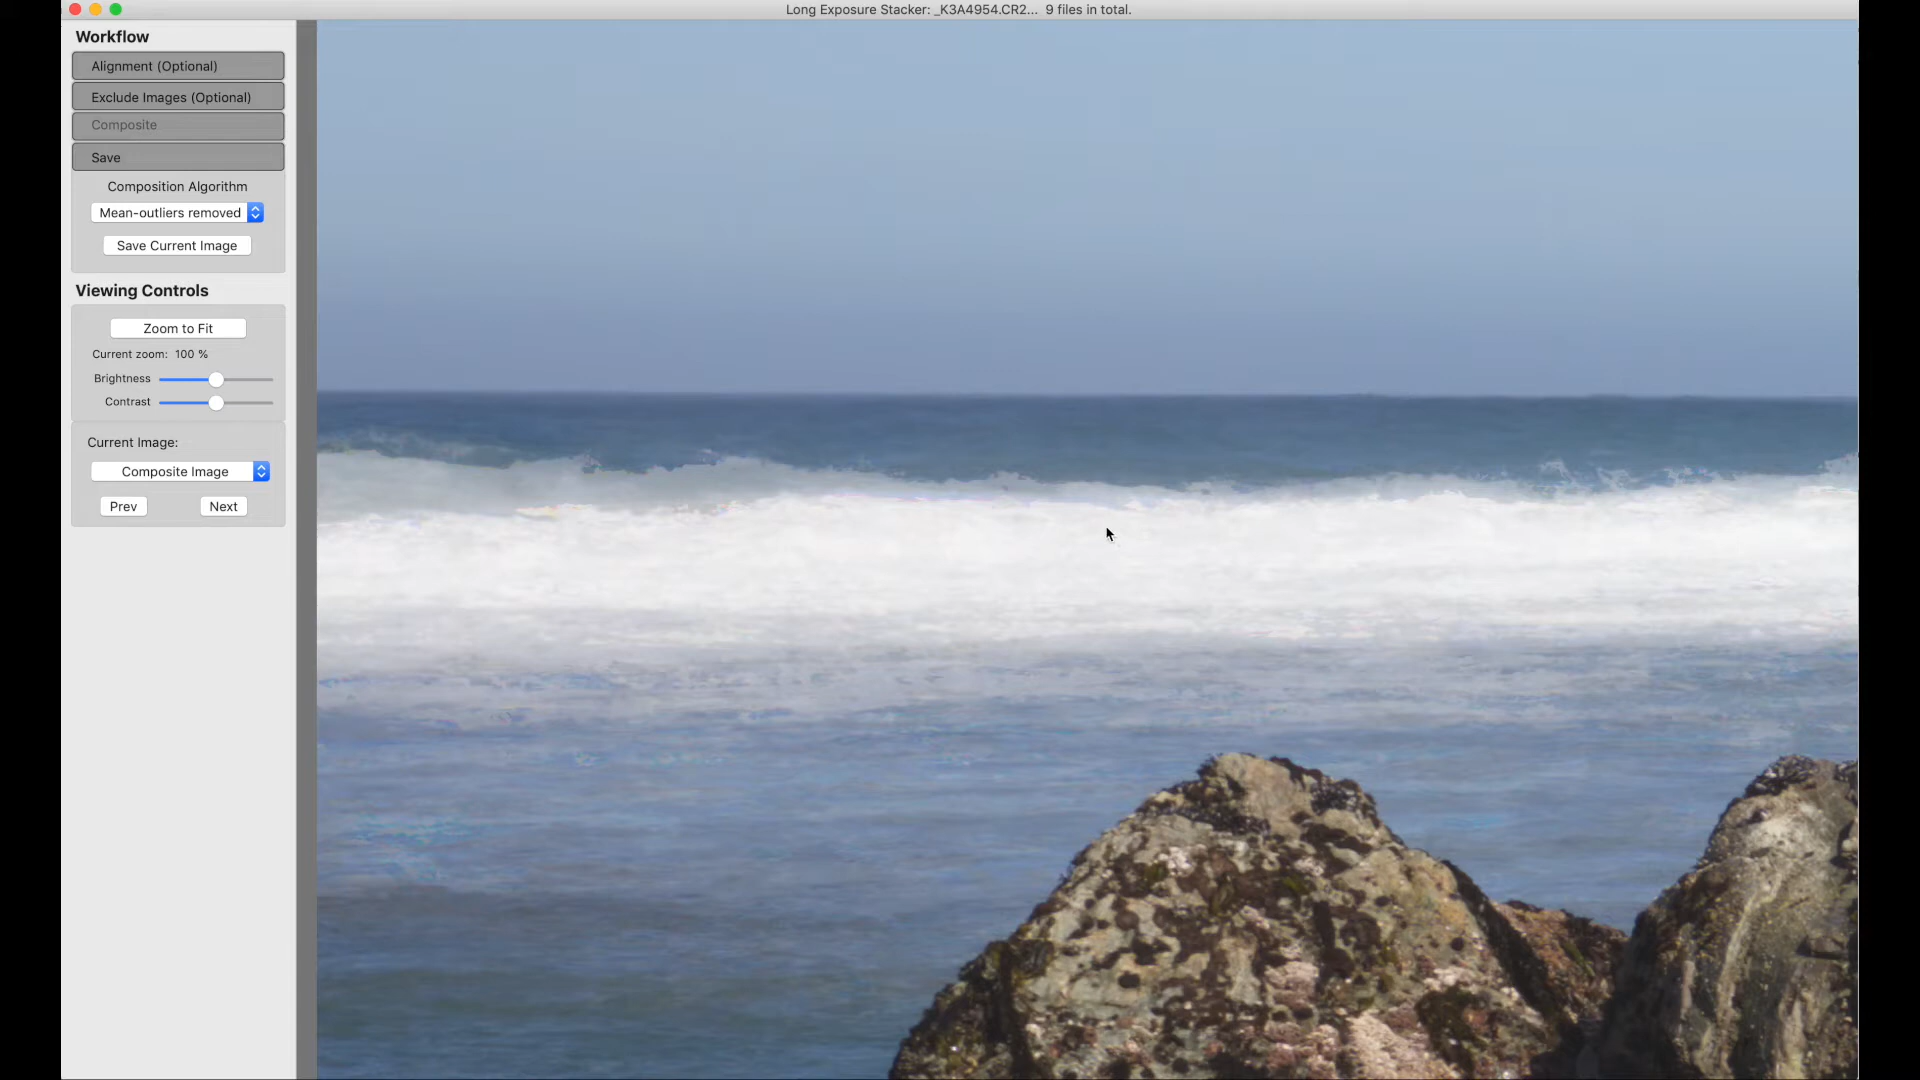 Long Exposure Stacker: _K3A4954.CR2... 9 files in total.
Workflow
Alignment (Optional)
Exclude Images (Optional)
Composite
Save
Composition Algorithm
Mean-outliers removed
Save Current Image
Viewing Controls
Zoom to Fit
Current zoom: 100 %
Brightness
Contrast
Current Image:
Composite Image
Prev Next